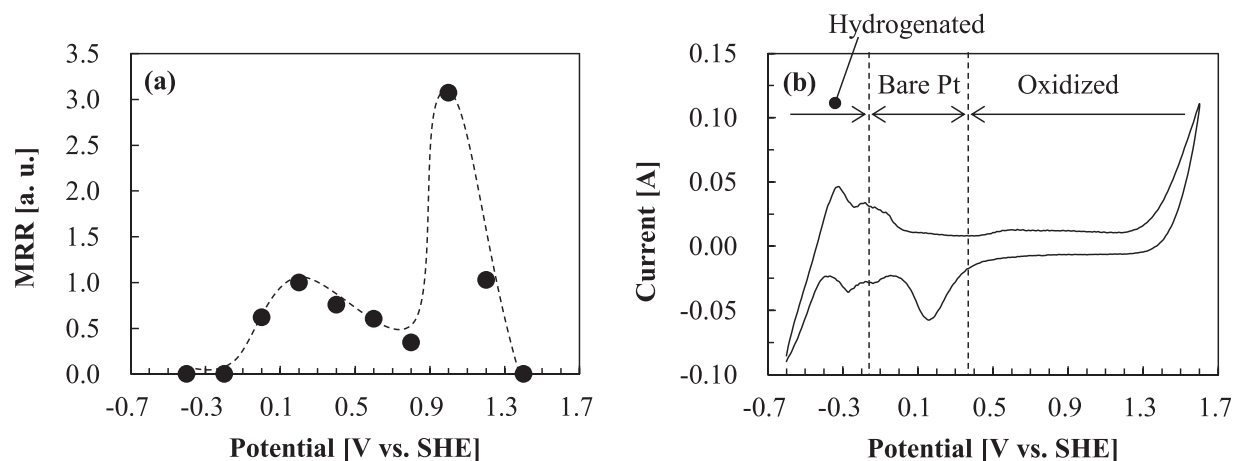 (a)
MRR [a. u.]
3.5
3.0
2.5
2.0
1.5
1.0
0.5
0.0
-0.7 -0.3 0.1 0.5 0.9 1.3 1.7
Potential [V vs. SHE]
Hydrogenated
(b) Bare Pt Oxidized
Current [A]
0.15
0.10
0.05
0.00
-0.05
-0.10
-0.7 -0.3 0.1 0.5 0.9 1.3 1.7
Potential [V vs. SHE]